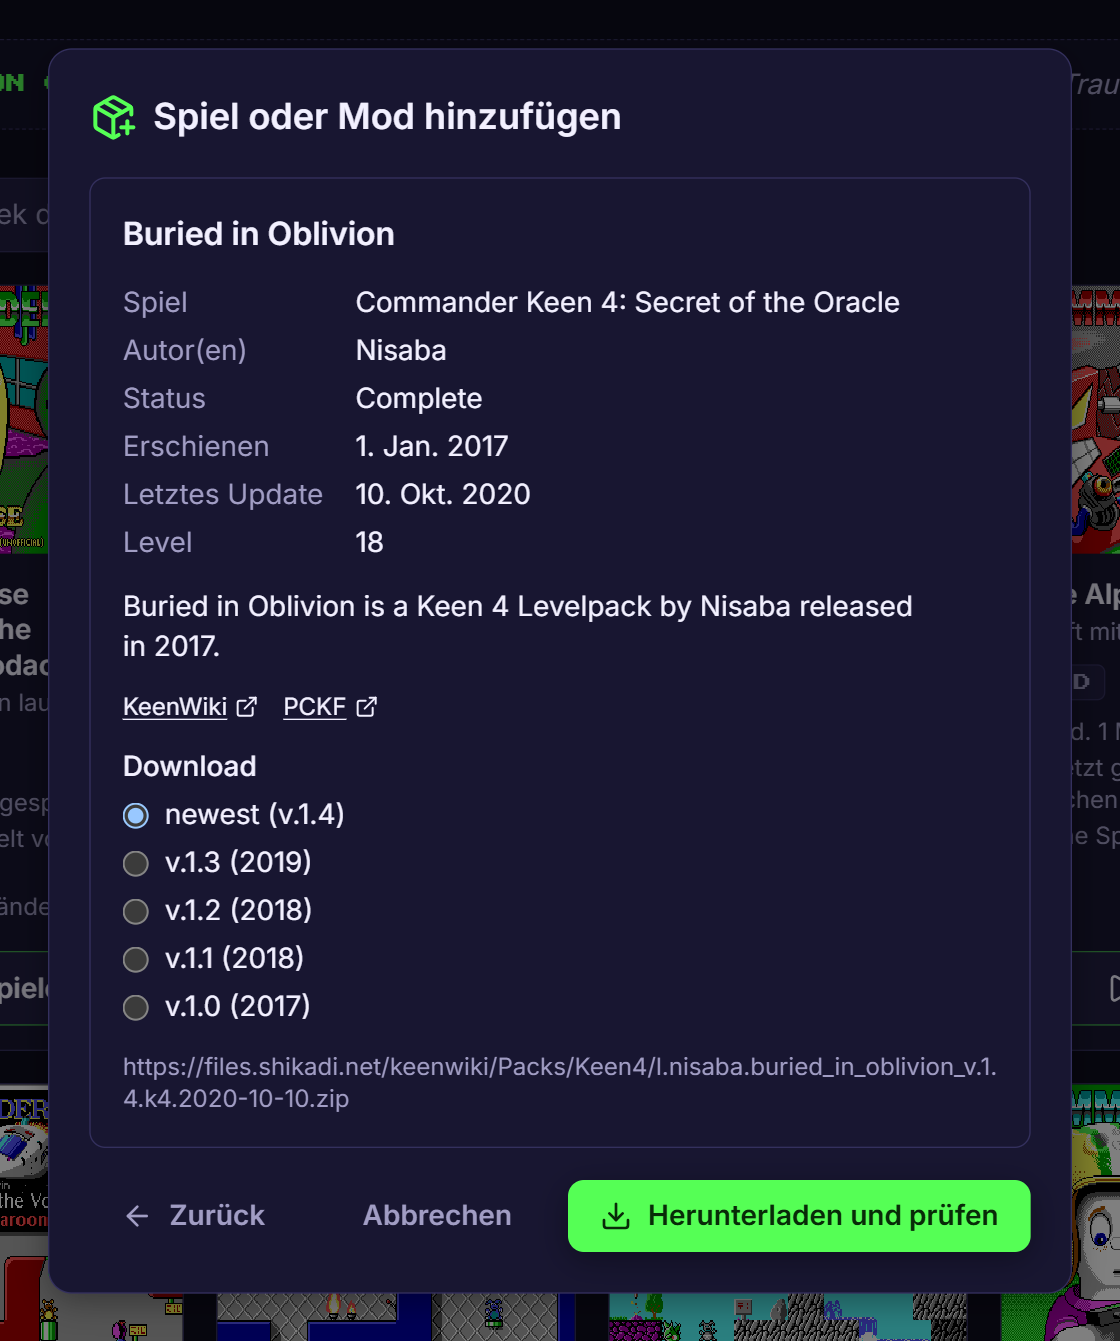 Spiel oder Mod hinzufügen
Buried in Oblivion
Spiel Commander Keen 4: Secret of the Oracle
Autor(en) Nisaba
Status Complete
Erschienen 1. Jan. 2017
Letztes Update 10. Okt. 2020
Level 18
Buried in Oblivion is a Keen 4 Levelpack by Nisaba released
in 2017.
KeenWiki PCKF
Download
newest (v.1.4)
v.1.3 (2019)
v.1.2 (2018)
v.1.1 (2018)
v.1.0 (2017)
https://files.shikadi.net/keenwiki/Packs/Keen4/l.nisaba.buried_in_oblivion_v.1.
4.k4.2020-10-10.zip
Zurück Abbrechen Herunterladen und prüfen